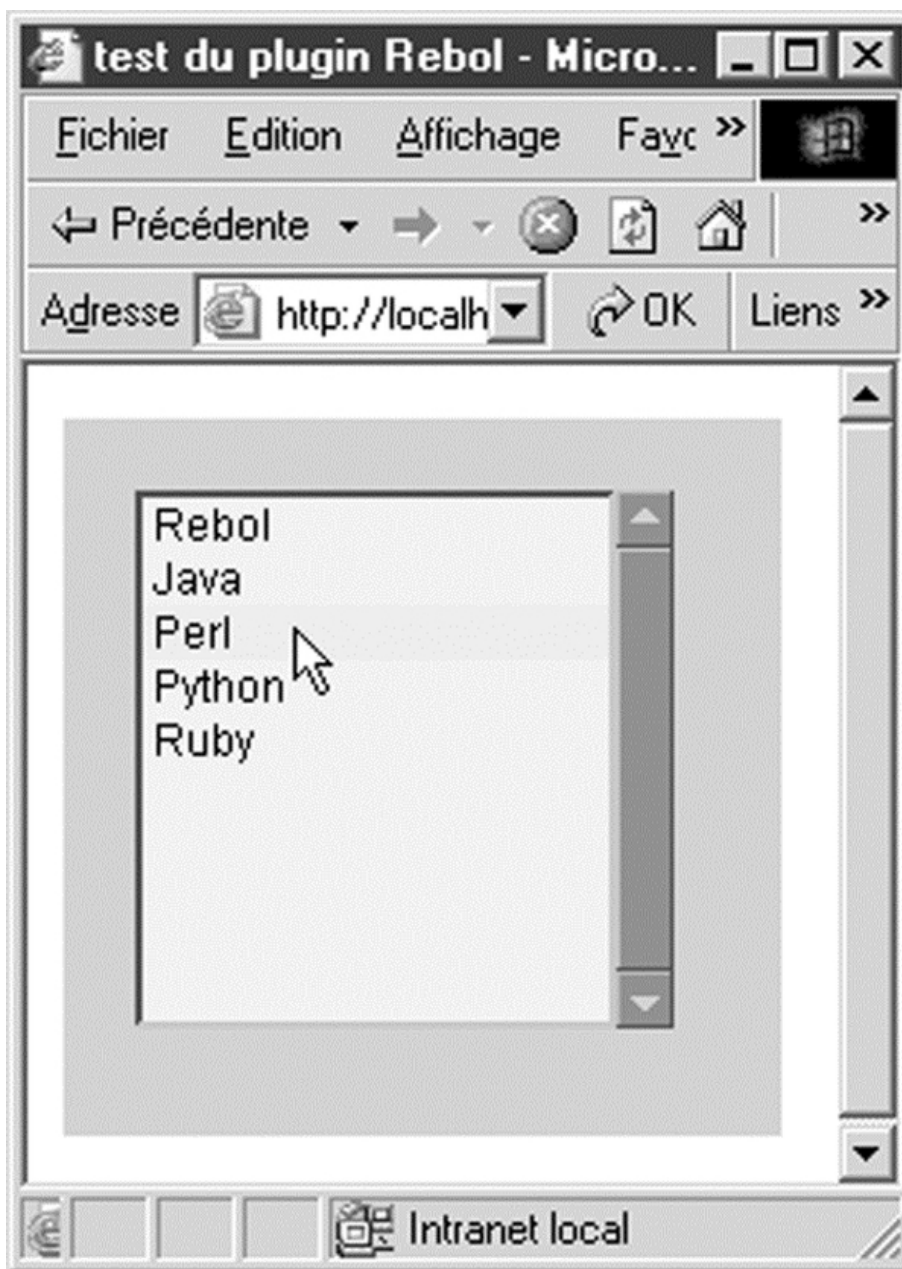 test du plugin Rebol - Micro...
Fichier Edition Affichage Favc »
Précédente »
Adresse http://localh OK Liens »
Rebol
Java
Perl
Python
Ruby
Intranet local